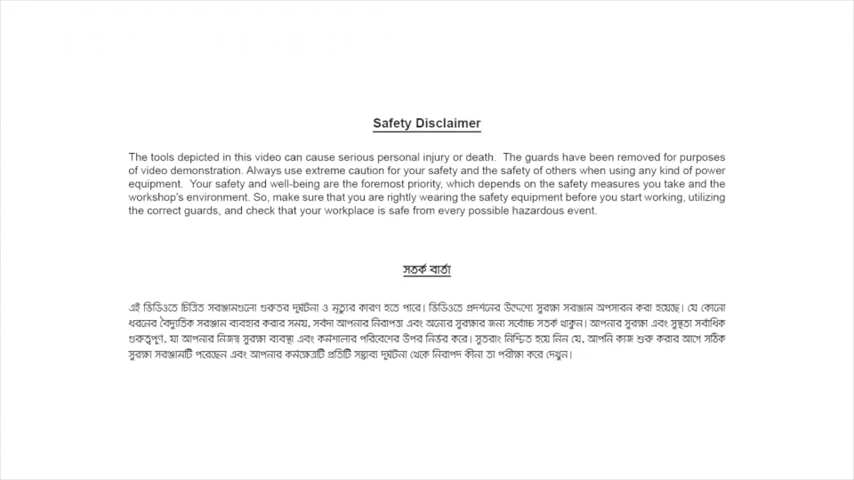 Safety Disclaimer
The tools depicted in this video can cause serious personal injury or death. The guards have been removed for purposes
of video demonstration. Always use extreme caution for your safety and the safety of others when using any kind of power
equipment. Your safety and well-being are the foremost priority, which depends on the safety measures you take and the
workshop's environment. So, make sure that you are rightly wearing the safety equipment before you start working, utilizing
the correct guards, and check that your workplace is safe from every possible hazardous event.
সতর্ক বার্তা
এই ভিডিওতে চিত্রিত সরঞ্জামগুলো গুরুতর দূর্ঘটনা ও মৃত্যুর কারণ হতে পারে। ভিডিওতে প্রদর্শনের উদ্দেশ্যে সুরক্ষা সরঞ্জাম অপসারন করা হয়েছে। যে কোনো
ধরনের বৈদ্যুতিক সরঞ্জাম ব্যবহার করার সময়, সর্বদা আপনার নিরাপত্তা এবং অন্যের সুরক্ষার জন্য সর্বোচ্চ সতর্ক থাকুন। আপনার সুরক্ষা এবং সুস্থতা সর্বাধিক
গুরুত্বপূর্ণ, যা আপনার নিজস্ব সুরক্ষা ব্যবস্থা এবং কর্মশালার পরিবেশের উপর নির্ভর করে। সুতরাং নিশ্চিত হয়ে নিন যে, আপনি কাজ শুরু করার আগে সঠিক
সুরক্ষা সরঞ্জামটি পরেছেন এবং আপনার কর্মক্ষেত্রটি প্রতিটি সম্ভাব্য দূর্ঘটনা থেকে নিরাপদ কীনা তা পরীক্ষা করে দেখুন।